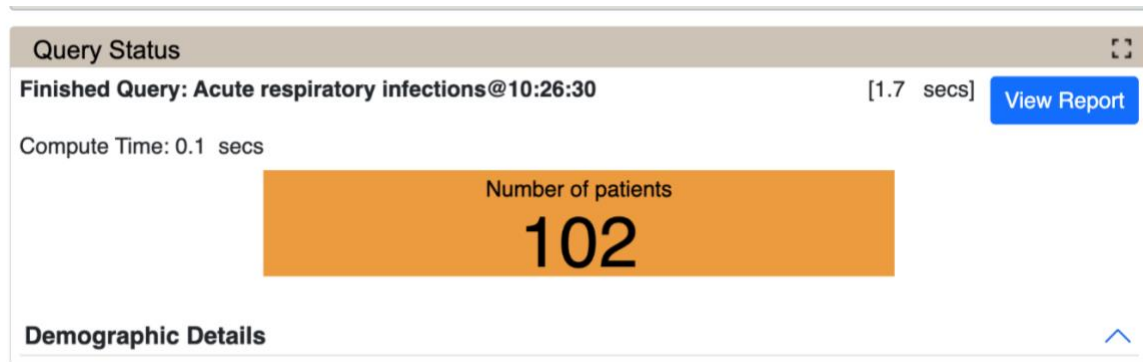 Query Status
Finished Query: Acute respiratory infections@10:26:30 [1.7 secs] View Report
Compute Time: 0.1 secs
Number of patients
102
Demographic Details